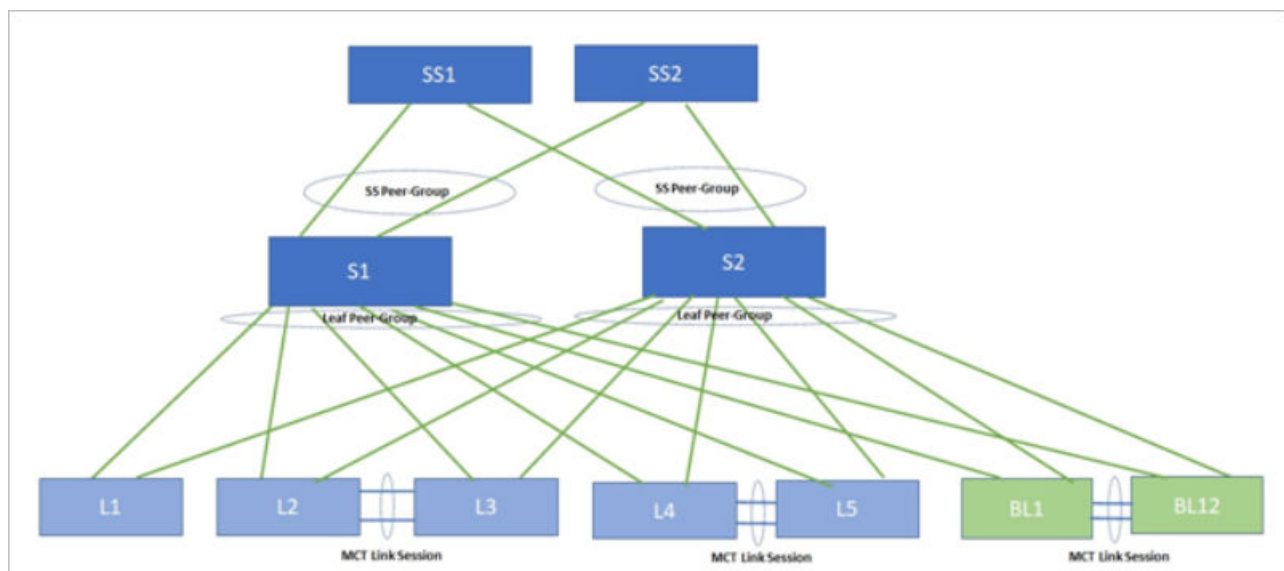 SS1
SS2
SS Peer-Group
SS Peer-Group
S1
S2
Leaf Peer-Group
Leaf Peer-Group
L1
L2
L3
L4
L5
BL1
BL12
MCT Link Session
MCT Link Session
MCT Link Session